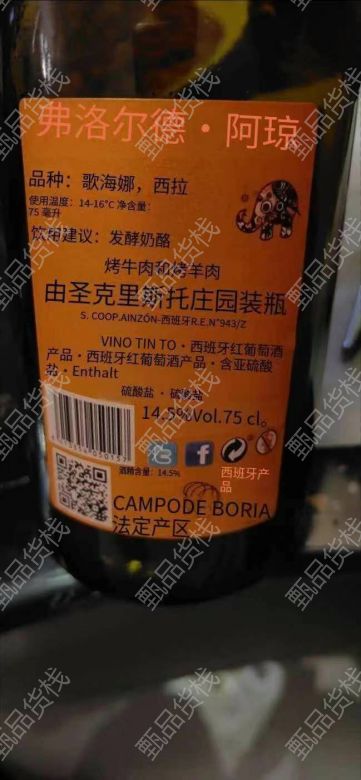 弗洛尔德·阿琼
品种：歌海娜，西拉
使用温度：14-16°C 净含量：
75 毫升
饮用建议：发酵奶酪
烤牛肉和烤羊肉
由圣克里斯托庄园装瓶
S. COOP.AINZÓN-西班牙R.E.N°943/Z
VINO TIN TO·西班牙红葡萄酒
产品·西班牙红葡萄酒产品·含亚硫酸
盐·Enthalt
硫酸盐·硫酸盐
14.5%Vol.75 cl。
酒精含量：14.5%
西班牙产
品
CAMPODE BORIA
法定产区
甄品货栈